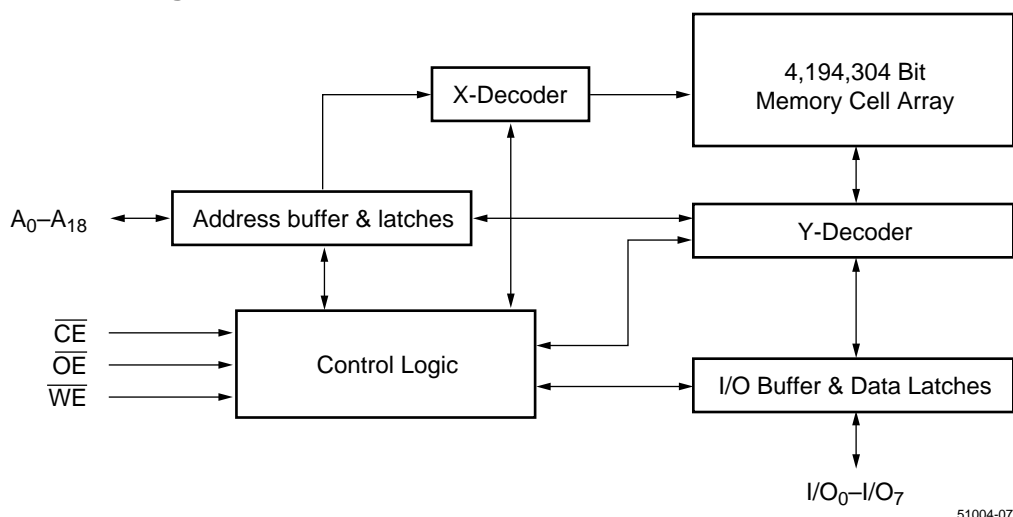 4,194,304 Bit
Memory Cell Array
X-Decoder
A0–A18
Address buffer & latches
Y-Decoder
CE
OE
WE
Control Logic
I/O Buffer & Data Latches
I/O0–I/O7
51004-07